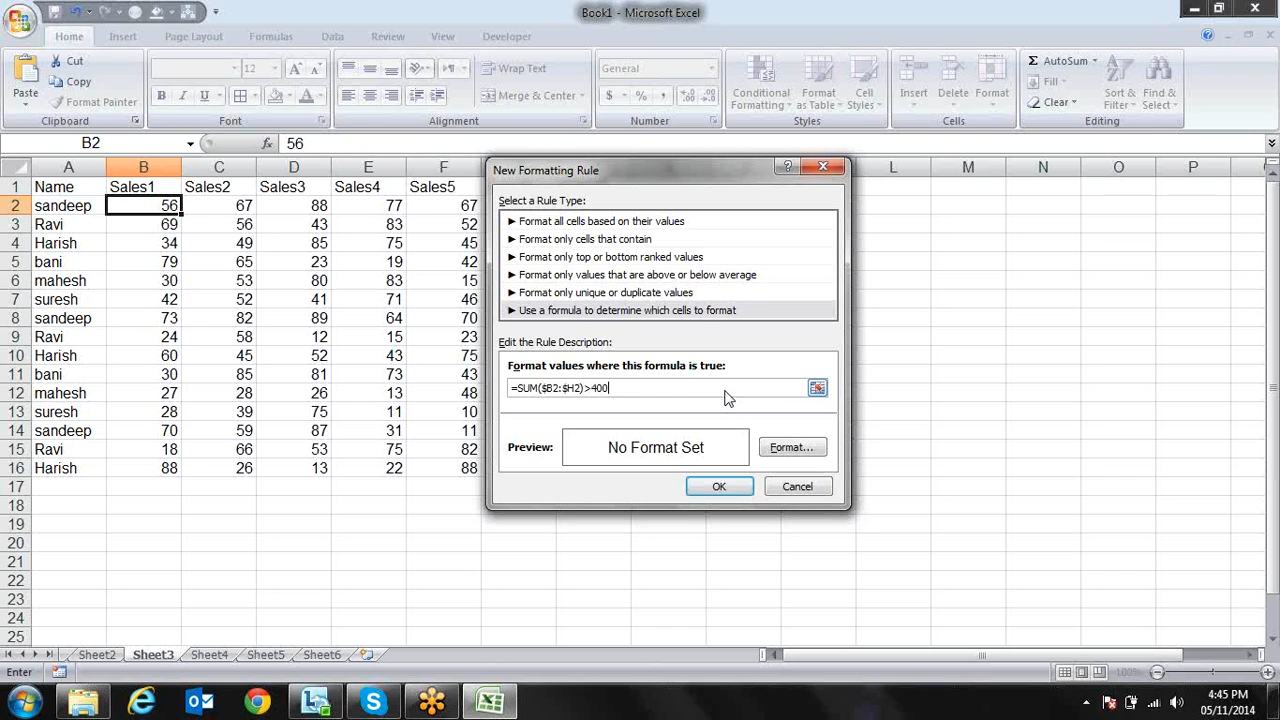 Book1 - Microsoft Excel
Home Insert Page Layout Formulas Data Review View Developer
Paste
Cut
Copy
Format Painter
Clipboard
12
B I U
Font
Wrap Text
Merge & Center
Alignment
General
$ % ,
Number
Conditional Formatting
Format as Table
Cell Styles
Styles
Insert
Delete
Format
Cells
Σ AutoSum
Fill
Clear
Sort & Filter
Find & Select
Editing
B2 fx 56
A B C D E F L M N O P
1 Name Sales1 Sales2 Sales3 Sales4 Sales5
2 sandeep 56 67 88 77 67
3 Ravi 69 56 43 83 52
4 Harish 34 49 85 75 45
5 bani 79 65 23 19 42
6 mahesh 30 53 80 83 15
7 suresh 42 52 41 71 46
8 sandeep 73 82 89 64 70
9 Ravi 24 58 12 15 23
10 Harish 60 45 52 43 75
11 bani 30 85 81 73 43
12 mahesh 27 28 26 13 48
13 suresh 28 39 75 11 10
14 sandeep 70 59 87 31 11
15 Ravi 18 66 53 75 82
16 Harish 88 26 13 22 88
17
18
19
20
21
22
23
24
25
New Formatting Rule
Select a Rule Type:
► Format all cells based on their values
► Format only cells that contain
► Format only top or bottom ranked values
► Format only values that are above or below average
► Format only unique or duplicate values
► Use a formula to determine which cells to format
Edit the Rule Description:
Format values where this formula is true:
=SUM($B2:$H2)>400
Preview:
No Format Set
Format...
OK
Cancel
Sheet2 Sheet3 Sheet4 Sheet5 Sheet6
Enter
100%
4:45 PM
05/11/2014